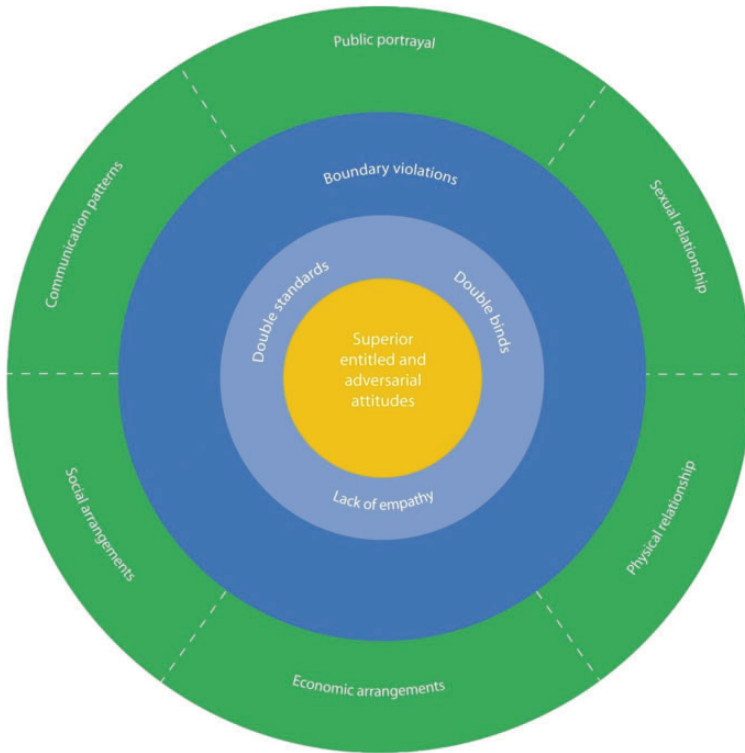 Public portrayal
Communication patterns
Sexual relationship
Boundary violations
Double standards
Double binds
Superior
entitled and
adversarial
attitudes
Lack of empathy
Social arrangements
Physical relationship
Economic arrangements